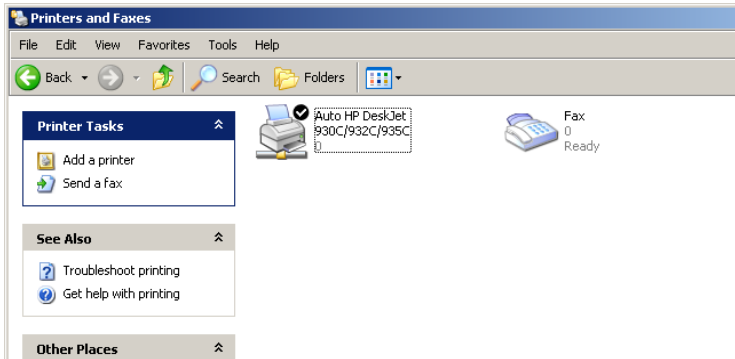 Printers and Faxes
File Edit View Favorites Tools Help
Back Search Folders
Printer Tasks
Add a printer
Send a fax
See Also
Troubleshoot printing
Get help with printing
Other Places
Auto HP DeskJet
930C/932C/935C
0
Fax
0
Ready